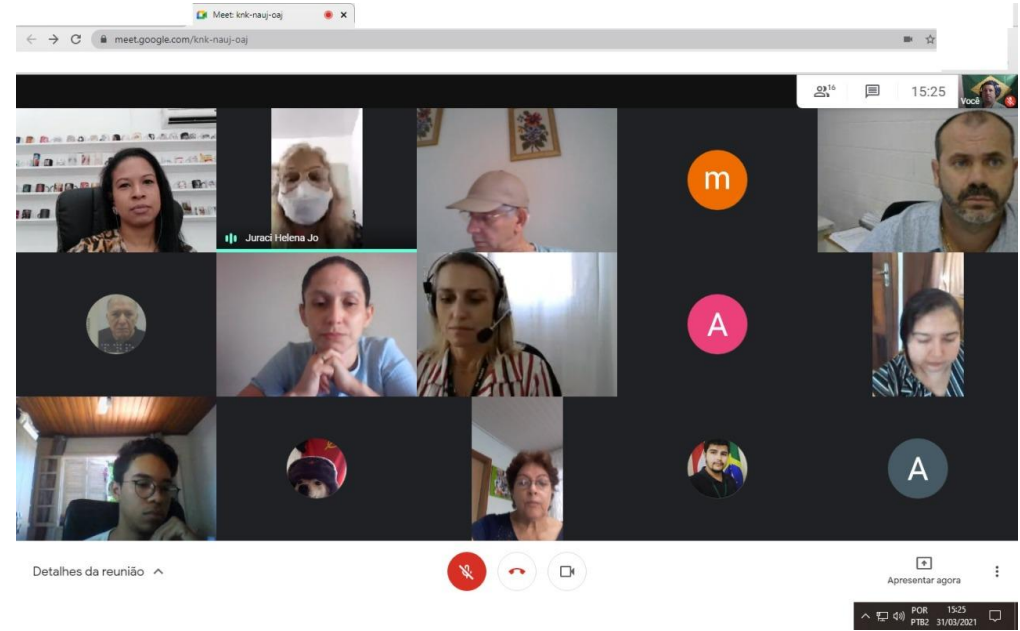 Meet: knk-nauj-oaj
meet.google.com/knk-nauj-oaj
16
15:25
Você
Juraci Helena Jo
m
A
A
Detalhes da reunião
Apresentar agora
POR 15:25
PTB2 31/03/2021